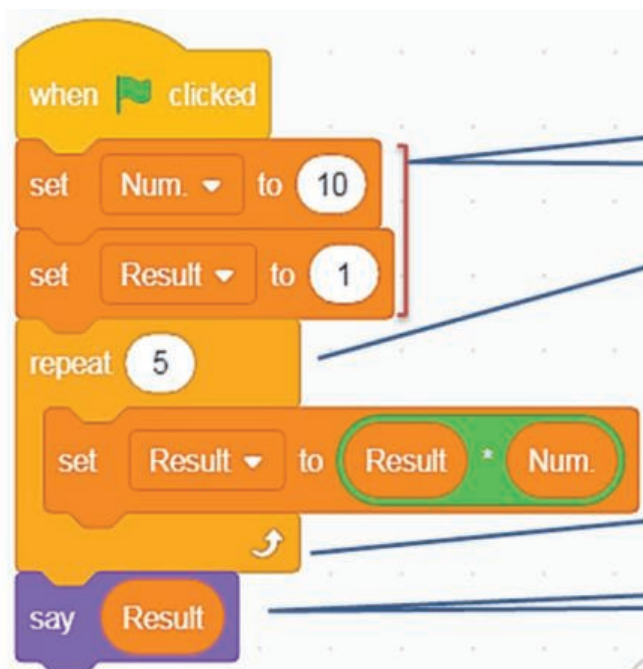 when clicked
set Num. to 10
set Result to 1
repeat 5
set Result to Result * Num.
say Result